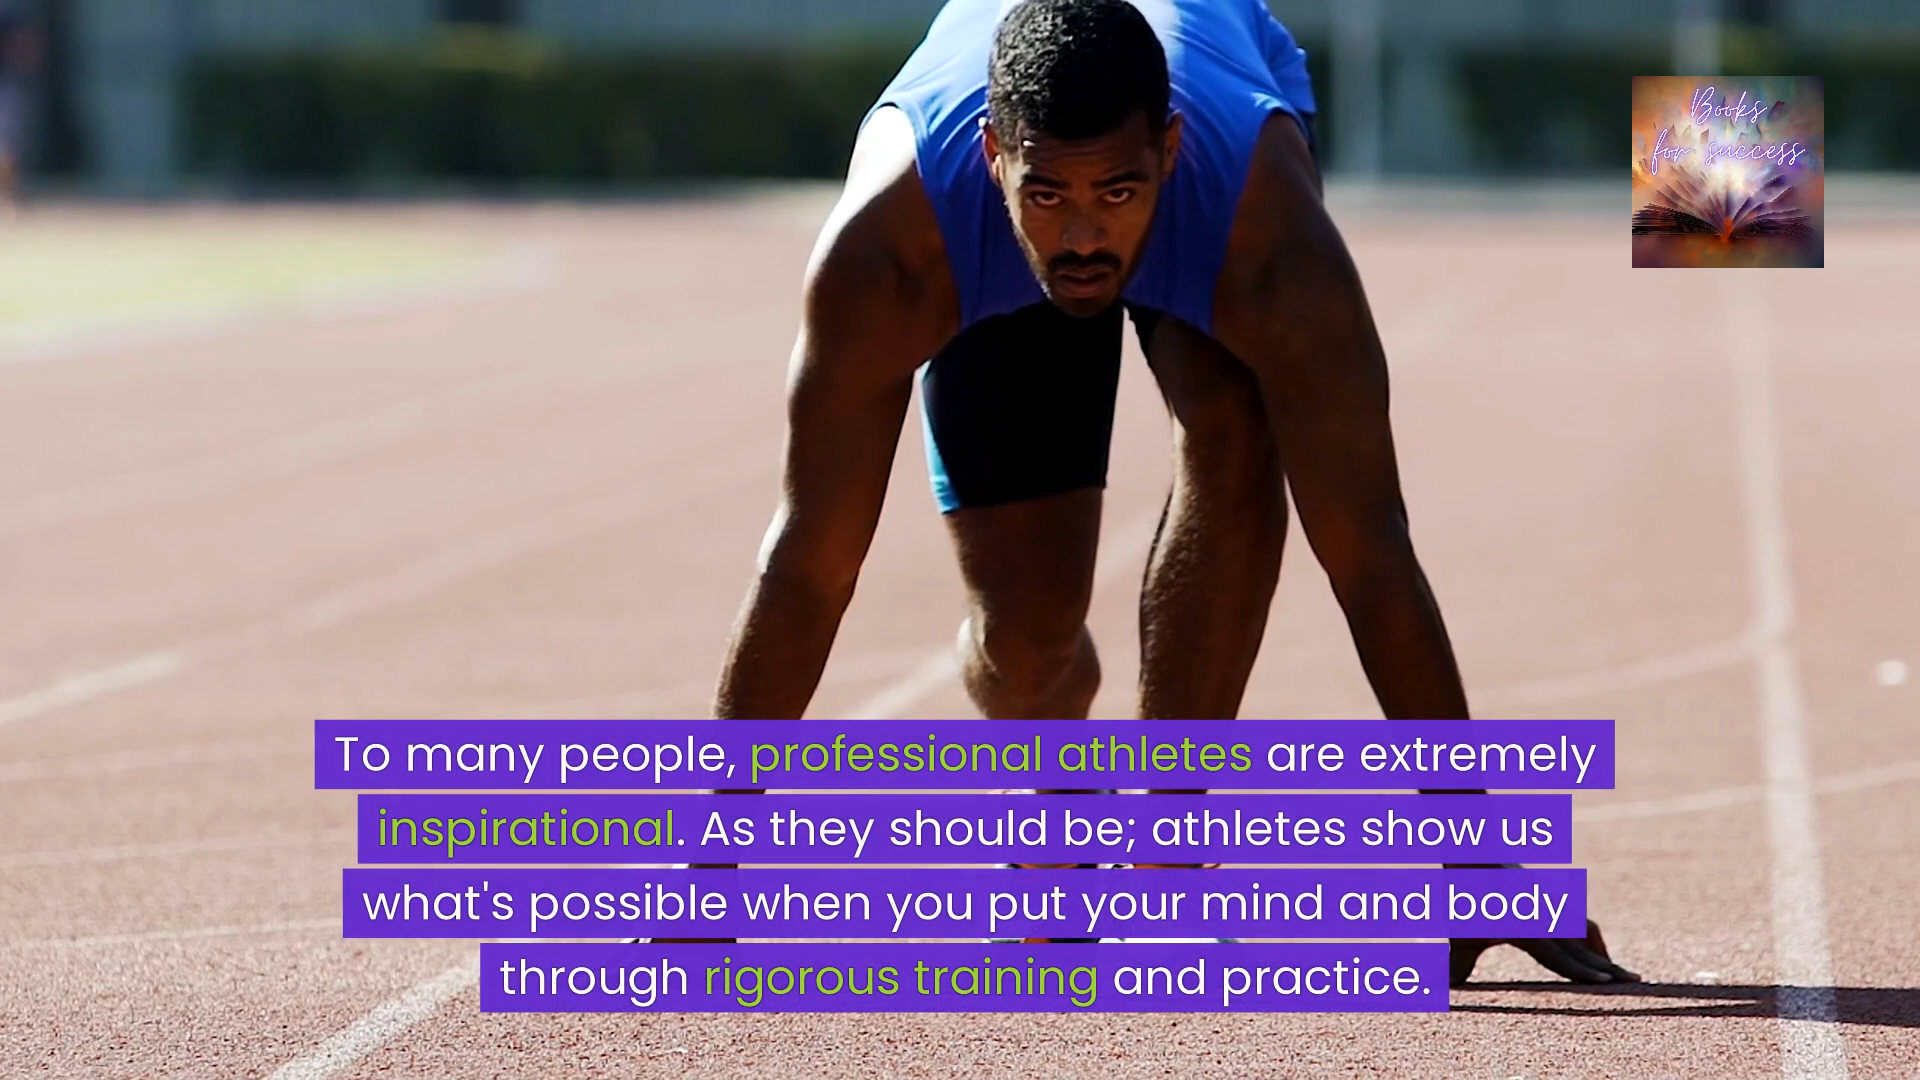 Books
for success
To many people, professional athletes are extremely
inspirational. As they should be; athletes show us
what's possible when you put your mind and body
through rigorous training and practice.